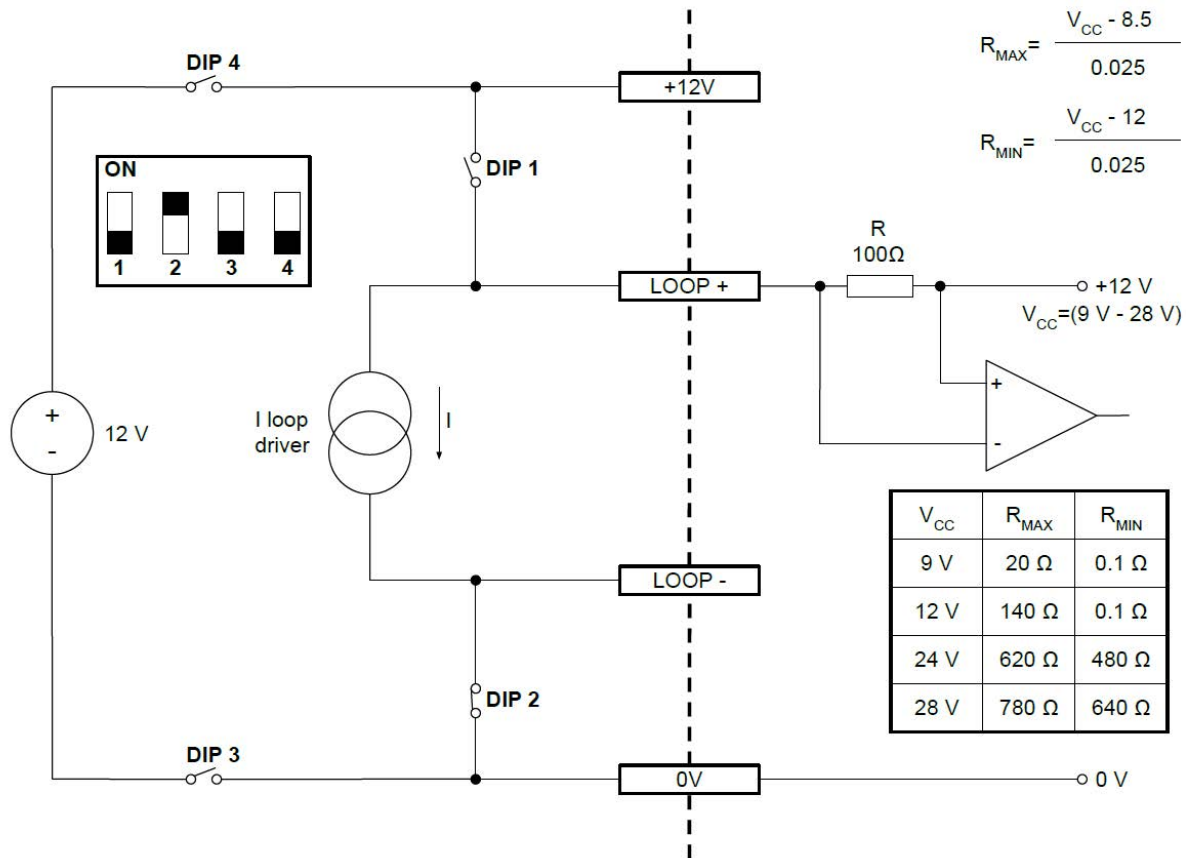 V_CC - 8.5
R_MAX=
0.025
DIP 4
+12V
V_CC - 12
R_MIN=
0.025
ON
1 2 3 4
DIP 1
R
100Ω
LOOP +
+12 V
V_CC=(9 V - 28 V)
+
-
+
-
12 V
I loop
driver
I
V_CC R_MAX R_MIN
9 V 20 Ω 0.1 Ω
12 V 140 Ω 0.1 Ω
24 V 620 Ω 480 Ω
28 V 780 Ω 640 Ω
LOOP -
DIP 2
DIP 3
0V
0 V